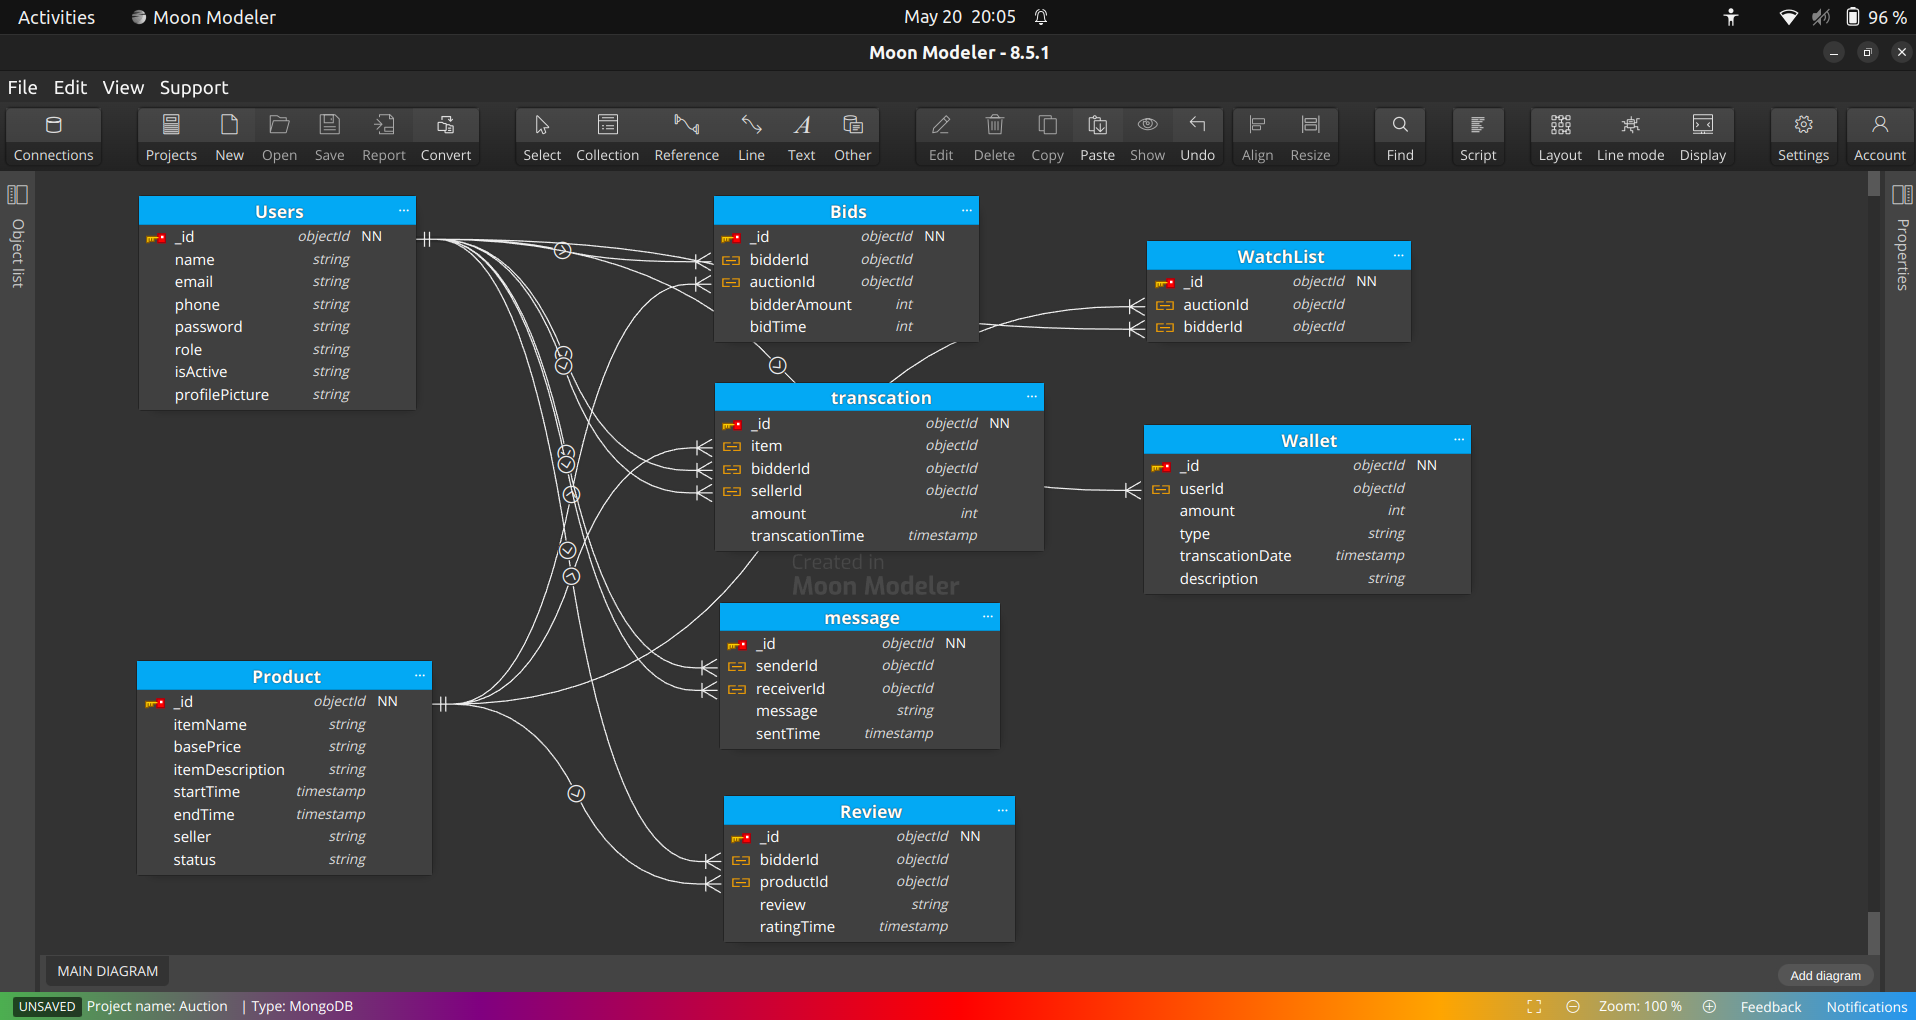 Activities Moon Modeler May 20 20:05 96 %
Moon Modeler - 8.5.1
File Edit View Support
Connections Projects New Open Save Report Convert Select Collection Reference Line Text Other Edit Delete Copy Paste Show Undo Align Resize Find Script Layout Line mode Display Settings Account
Object list
Users ...
_id objectId NN
name string
email string
phone string
password string
role string
isActive string
profilePicture string
Bids ...
_id objectId NN
bidderId objectId
auctionId objectId
bidderAmount int
bidTime int
WatchList ...
_id objectId NN
auctionId objectId
bidderId objectId
transcation ...
_id objectId NN
item objectId
bidderId objectId
sellerId objectId
amount int
transcationTime timestamp
Wallet ...
_id objectId NN
userId objectId
amount int
type string
transcationDate timestamp
description string
Created in
Moon Modeler
message ...
_id objectId NN
senderId objectId
receiverId objectId
message string
sentTime timestamp
Product ...
_id objectId NN
itemName string
basePrice string
itemDescription string
startTime timestamp
endTime timestamp
seller string
status string
Review ...
_id objectId NN
bidderId objectId
productId objectId
review string
ratingTime timestamp
Properties
MAIN DIAGRAM Add diagram
UNSAVED Project name: Auction | Type: MongoDB Zoom: 100 % Feedback Notifications